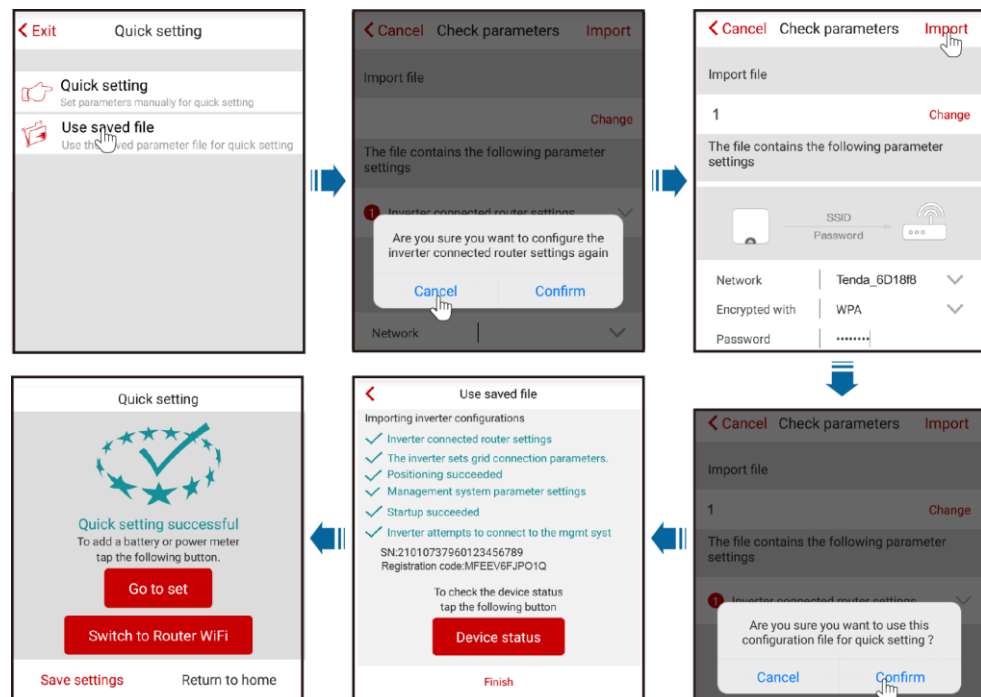 Exit Quick setting
Quick setting
Set parameters manually for quick setting
Use saved file
Use the saved parameter file for quick setting
Cancel Check parameters Import
Import file
Change
The file contains the following parameter
settings
1 Inverter connected router settings
Are you sure you want to configure the
inverter connected router settings again
Cancel Confirm
Network
Cancel Check parameters Import
Import file
1 Change
The file contains the following parameter
settings
SSID
Password
Network Tenda_6D18f8
Encrypted with WPA
Password ········
Cancel Check parameters Import
Import file
1 Change
The file contains the following parameter
settings
1 Inverter connected router settings
Are you sure you want to use this
configuration file for quick setting ?
Cancel Confirm
Use saved file
Importing inverter configurations
Inverter connected router settings
The inverter sets grid connection parameters.
Positioning succeeded
Management system parameter settings
Startup succeeded
Inverter attempts to connect to the mgmt syst
SN:21010737960123456789
Registration code:MFEEV6FJPO1Q
To check the device status
tap the following button
Device status
Finish
Quick setting
Quick setting successful
To add a battery or power meter
tap the following button.
Go to set
Switch to Router WiFi
Save settings Return to home